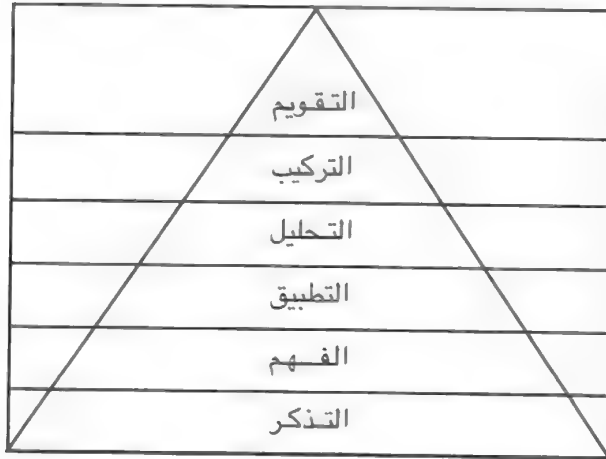 التقويم
التركيب
التحليل
التطبيق
الفهم
التذكر